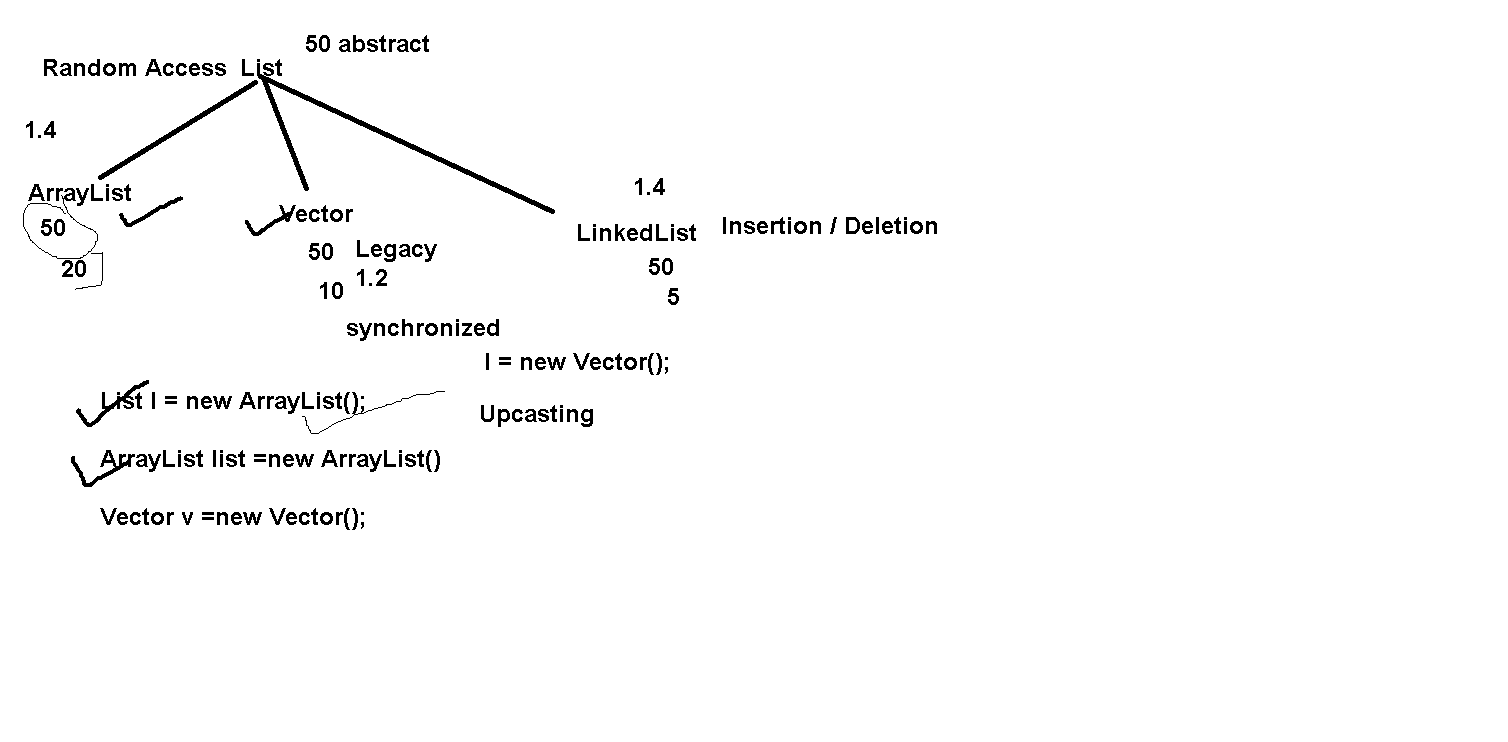 50 abstract
Random Access List
1.4
ArrayList
50
20
Vector
50 Legacy
1.2
10
synchronized
1.4
LinkedList Insertion / Deletion
50
5
l = new Vector();
List l = new ArrayList();
Upcasting
ArrayList list =new ArrayList()
Vector v =new Vector();